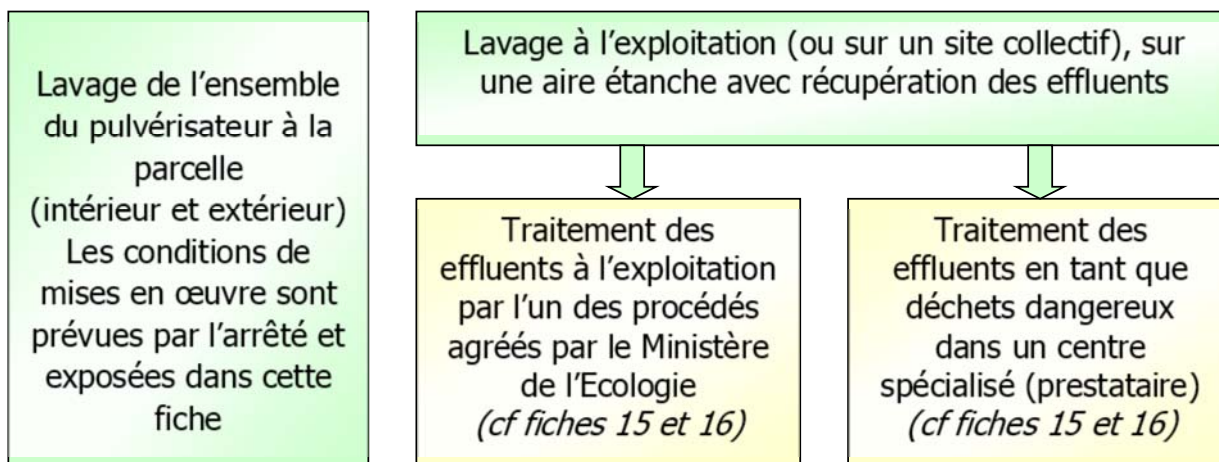 Lavage de l’ensemble
du pulvérisateur à la
parcelle
(intérieur et extérieur)
Les conditions de
mises en œuvre sont
prévues par l’arrêté et
exposées dans cette
fiche
Lavage à l’exploitation (ou sur un site collectif), sur
une aire étanche avec récupération des effluents
Traitement des
effluents à l’exploitation
par l’un des procédés
agréés par le Ministère
de l’Ecologie
(cf fiches 15 et 16)
Traitement des
effluents en tant que
déchets dangereux
dans un centre
spécialisé (prestataire)
(cf fiches 15 et 16)